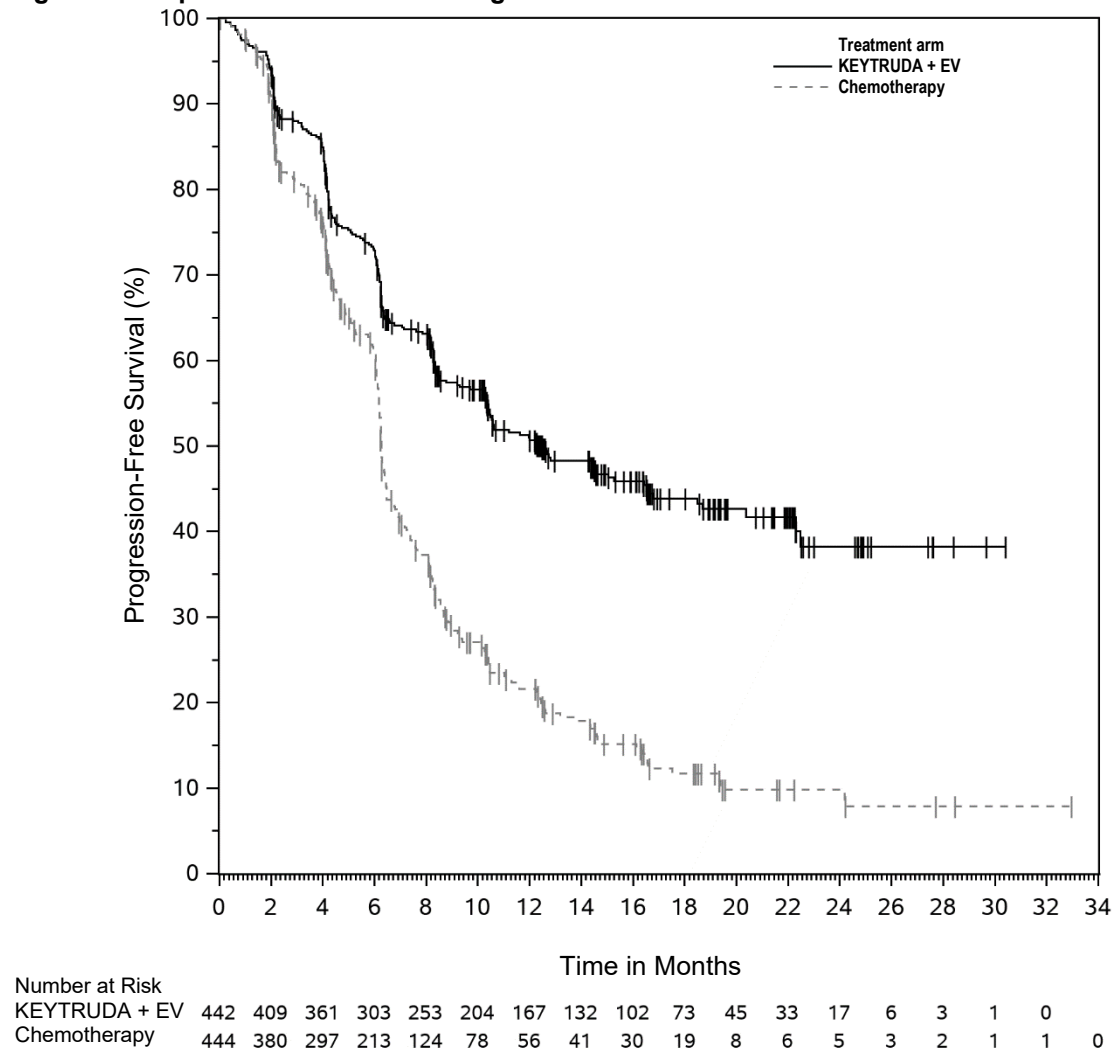 100
90
80
70
60
50
40
30
20
10
0
Progression-Free Survival (%)
Treatment arm
KEYTRUDA + EV
Chemotherapy
0 2 4 6 8 10 12 14 16 18 20 22 24 26 28 30 32 34
Time in Months
Number at Risk
KEYTRUDA + EV 442 409 361 303 253 204 167 132 102 73 45 33 17 6 3 1 0
Chemotherapy 444 380 297 213 124 78 56 41 30 19 8 6 5 3 2 1 1 0